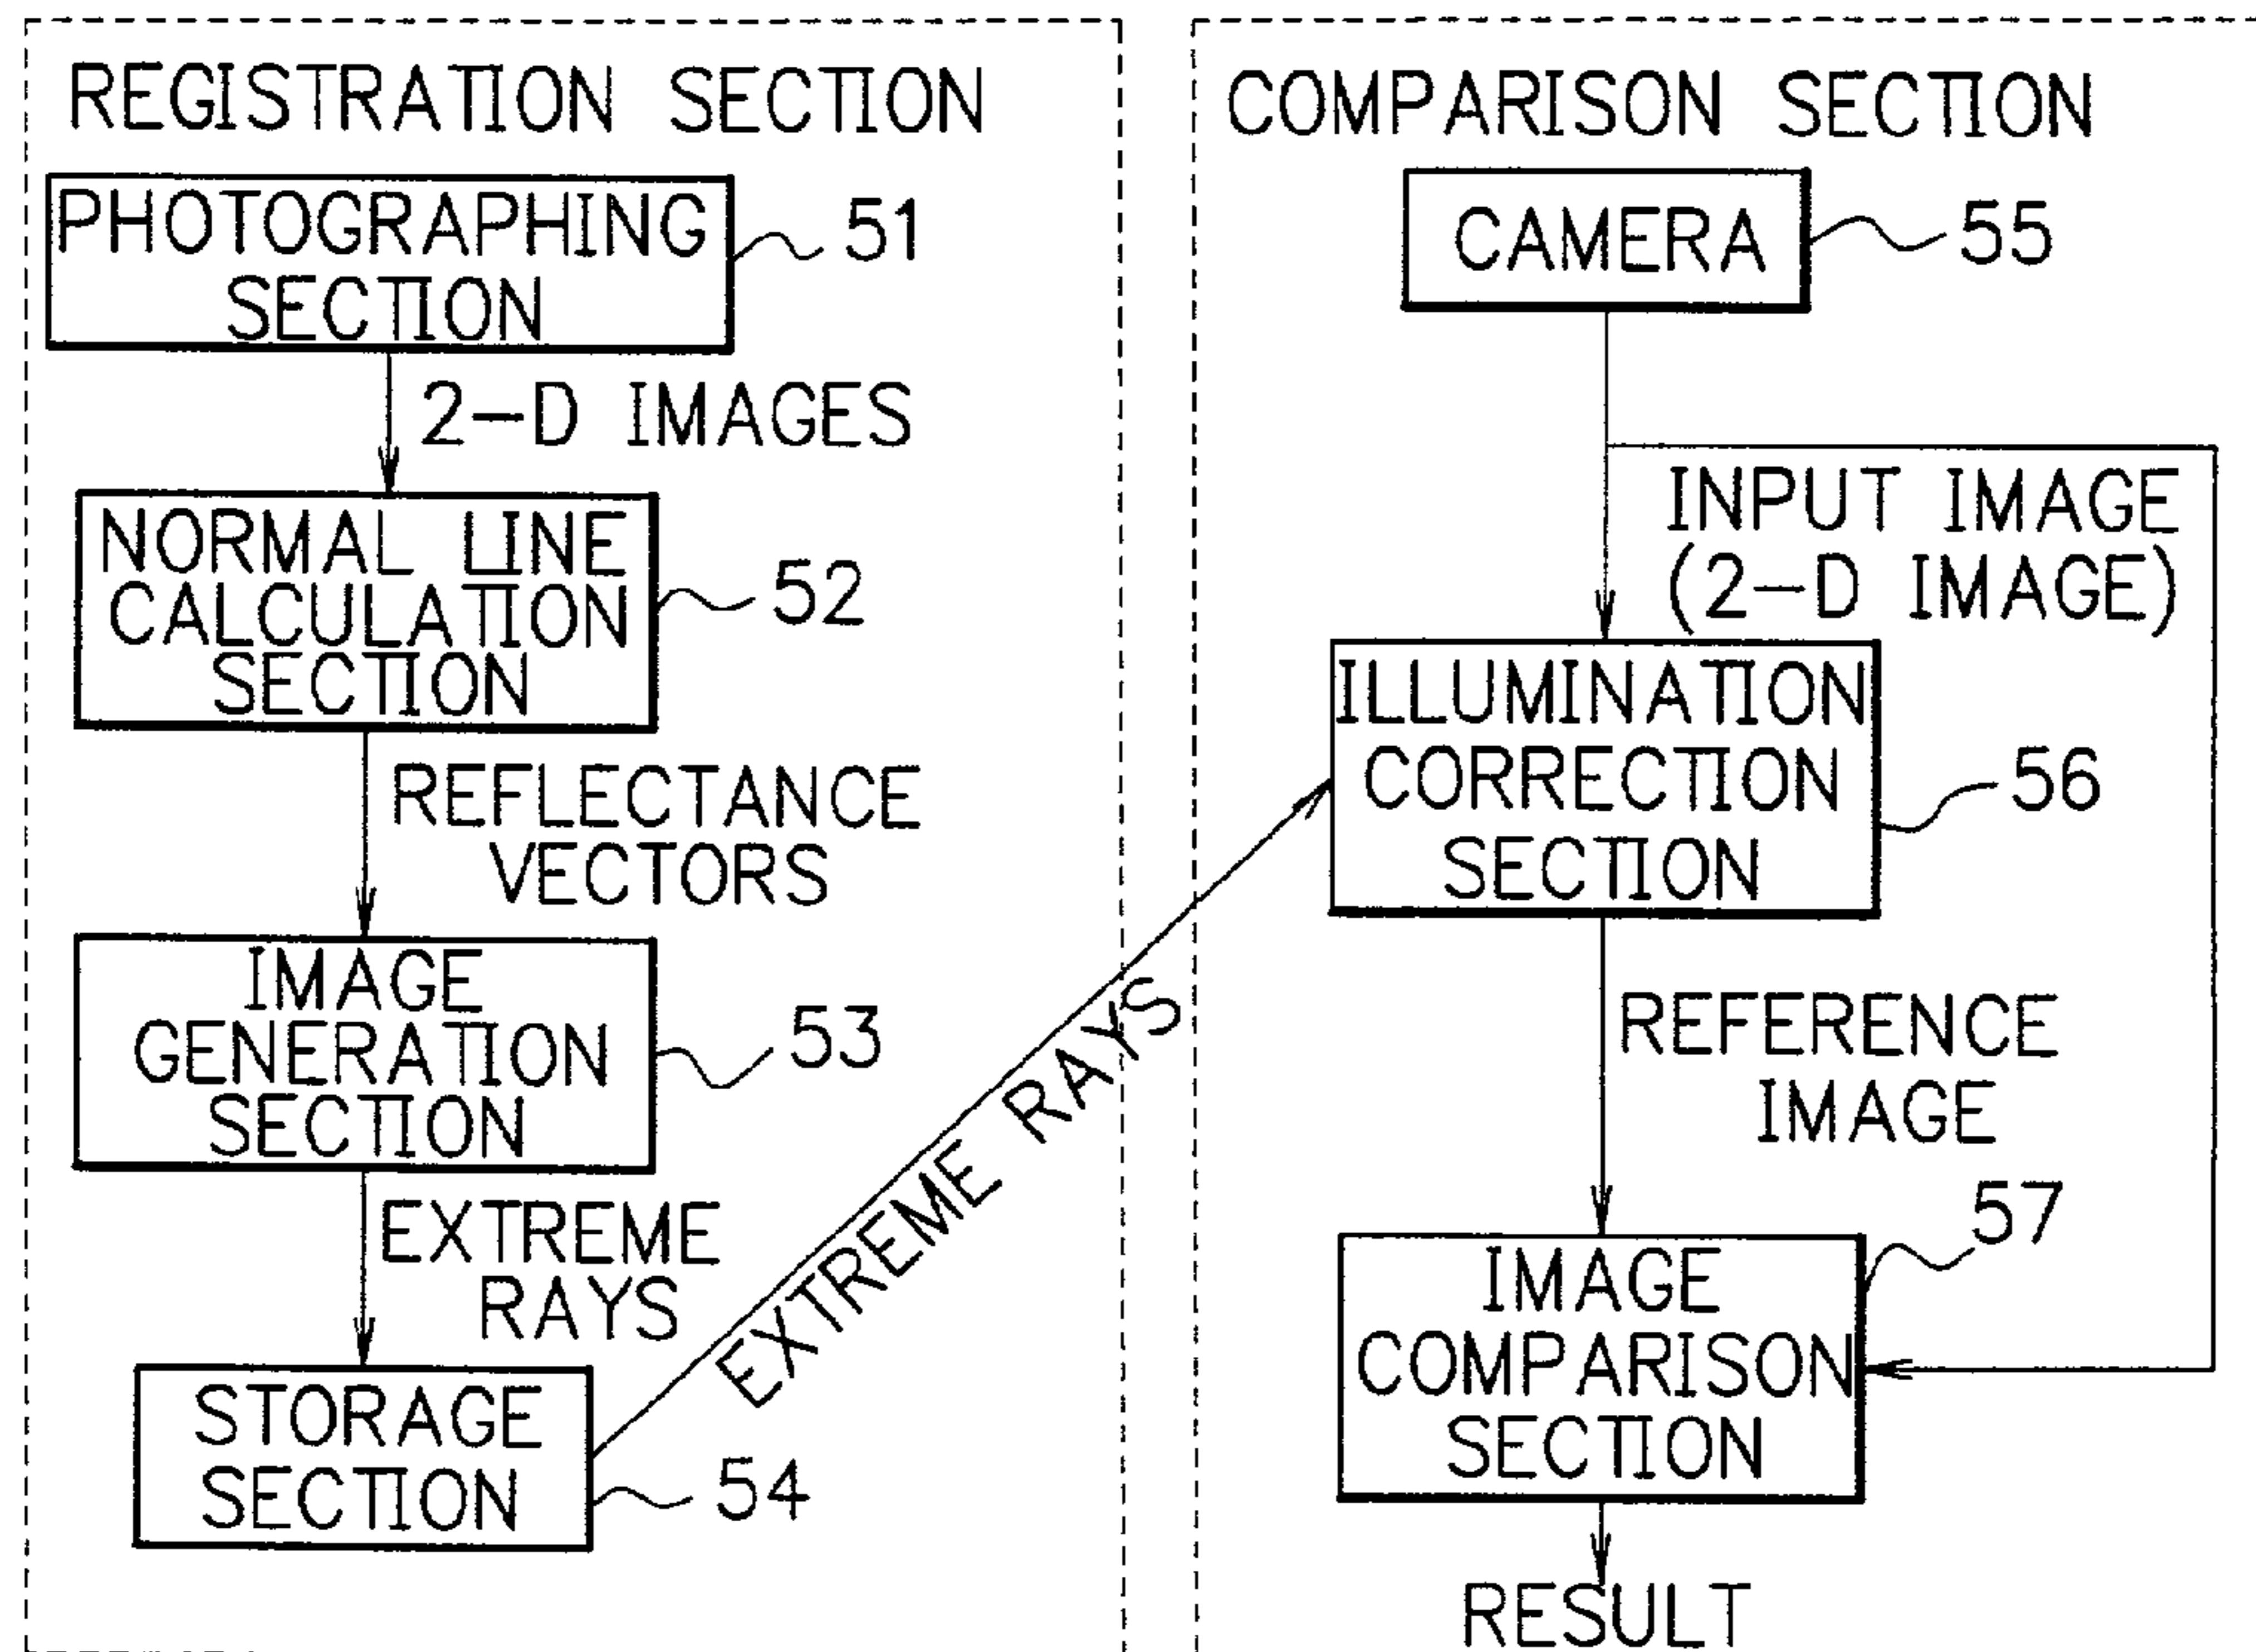 REGISTRATION SECTION
PHOTOGRAPHING
SECTION
51
2-D IMAGES
NORMAL LINE
CALCULATION
SECTION
52
REFLECTANCE
VECTORS
IMAGE
GENERATION
SECTION
53
EXTREME
RAYS
STORAGE
SECTION
54
EXTREME RAYS
COMPARISON SECTION
CAMERA
55
INPUT IMAGE
(2-D IMAGE)
ILLUMINATION
CORRECTION
SECTION
56
REFERENCE
IMAGE
57
IMAGE
COMPARISON
SECTION
RESULT